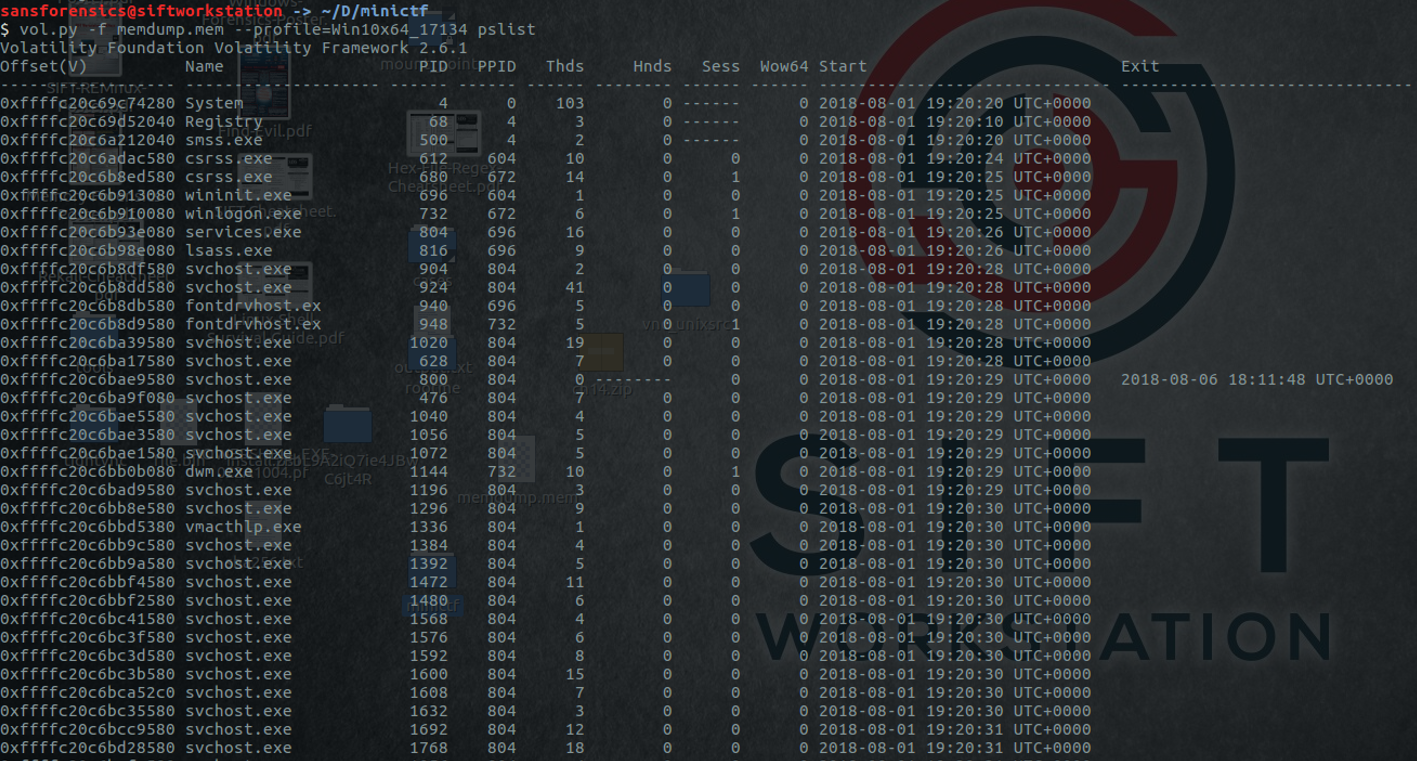 sansforensics@siftworkstation -> ~/D/minictf
$ vol.py -f memdump.mem --profile=Win10x64_17134 pslist
Volatility Foundation Volatility Framework 2.6.1
Offset(V) Name PID PPID Thds Hnds Sess Wow64 Start Exit
0xffffc20c69c74280 System 4 0 103 0 ------ 0 2018-08-01 19:20:20 UTC+0000
0xffffc20c69d52040 Registry 68 4 3 0 ------ 0 2018-08-01 19:20:10 UTC+0000
0xffffc20c6a212040 smss.exe 500 4 2 0 ------ 0 2018-08-01 19:20:20 UTC+0000
0xffffc20c6adac580 csrss.exe 612 604 10 0 0 0 2018-08-01 19:20:24 UTC+0000
0xffffc20c6b8ed580 csrss.exe 680 672 14 0 1 0 2018-08-01 19:20:25 UTC+0000
0xffffc20c6b913080 wininit.exe 696 604 1 0 0 0 2018-08-01 19:20:25 UTC+0000
0xffffc20c6b910080 winlogon.exe 732 672 6 0 1 0 2018-08-01 19:20:25 UTC+0000
0xffffc20c6b93e080 services.exe 804 696 16 0 0 0 2018-08-01 19:20:26 UTC+0000
0xffffc20c6b98e080 lsass.exe 816 696 9 0 0 0 2018-08-01 19:20:26 UTC+0000
0xffffc20c6b8df580 svchost.exe 904 804 2 0 0 0 2018-08-01 19:20:28 UTC+0000
0xffffc20c6b8dd580 svchost.exe 924 804 41 0 0 0 2018-08-01 19:20:28 UTC+0000
0xffffc20c6b8db580 fontdrvhost.ex 940 696 5 0 0 0 2018-08-01 19:20:28 UTC+0000
0xffffc20c6b8d9580 fontdrvhost.ex 948 732 5 0 1 0 2018-08-01 19:20:28 UTC+0000
0xffffc20c6ba39580 svchost.exe 1020 804 19 0 0 0 2018-08-01 19:20:28 UTC+0000
0xffffc20c6ba17580 svchost.exe 628 804 7 0 0 0 2018-08-01 19:20:28 UTC+0000
0xffffc20c6bae9580 svchost.exe 800 804 0 -------- 0 0 2018-08-01 19:20:29 UTC+0000 2018-08-06 18:11:48 UTC+0000
0xffffc20c6ba9f080 svchost.exe 476 804 7 0 0 0 2018-08-01 19:20:29 UTC+0000
0xffffc20c6bae5580 svchost.exe 1040 804 4 0 0 0 2018-08-01 19:20:29 UTC+0000
0xffffc20c6bae3580 svchost.exe 1056 804 5 0 0 0 2018-08-01 19:20:29 UTC+0000
0xffffc20c6bae1580 svchost.exe 1072 804 5 0 0 0 2018-08-01 19:20:29 UTC+0000
0xffffc20c6bb0b080 dwm.exe 1144 732 10 0 1 0 2018-08-01 19:20:29 UTC+0000
0xffffc20c6bad9580 svchost.exe 1196 804 3 0 0 0 2018-08-01 19:20:29 UTC+0000
0xffffc20c6bb8e580 svchost.exe 1296 804 9 0 0 0 2018-08-01 19:20:30 UTC+0000
0xffffc20c6bbd5380 vmacthlp.exe 1336 804 1 0 0 0 2018-08-01 19:20:30 UTC+0000
0xffffc20c6bb9c580 svchost.exe 1384 804 4 0 0 0 2018-08-01 19:20:30 UTC+0000
0xffffc20c6bb9a580 svchost.exe 1392 804 5 0 0 0 2018-08-01 19:20:30 UTC+0000
0xffffc20c6bbf4580 svchost.exe 1472 804 11 0 0 0 2018-08-01 19:20:30 UTC+0000
0xffffc20c6bbf2580 svchost.exe 1480 804 6 0 0 0 2018-08-01 19:20:30 UTC+0000
0xffffc20c6bc41580 svchost.exe 1568 804 4 0 0 0 2018-08-01 19:20:30 UTC+0000
0xffffc20c6bc3f580 svchost.exe 1576 804 6 0 0 0 2018-08-01 19:20:30 UTC+0000
0xffffc20c6bc3d580 svchost.exe 1592 804 8 0 0 0 2018-08-01 19:20:30 UTC+0000
0xffffc20c6bc3b580 svchost.exe 1600 804 15 0 0 0 2018-08-01 19:20:30 UTC+0000
0xffffc20c6bca52c0 svchost.exe 1608 804 7 0 0 0 2018-08-01 19:20:30 UTC+0000
0xffffc20c6bc35580 svchost.exe 1632 804 3 0 0 0 2018-08-01 19:20:30 UTC+0000
0xffffc20c6bcc9580 svchost.exe 1692 804 12 0 0 0 2018-08-01 19:20:31 UTC+0000
0xffffc20c6bd28580 svchost.exe 1768 804 18 0 0 0 2018-08-01 19:20:31 UTC+0000
Find-Evil.pdf
Hex-File-Regex-
Cheatsheet.pdf
memdump.mem
minictf
SIFT
WORKSTATION